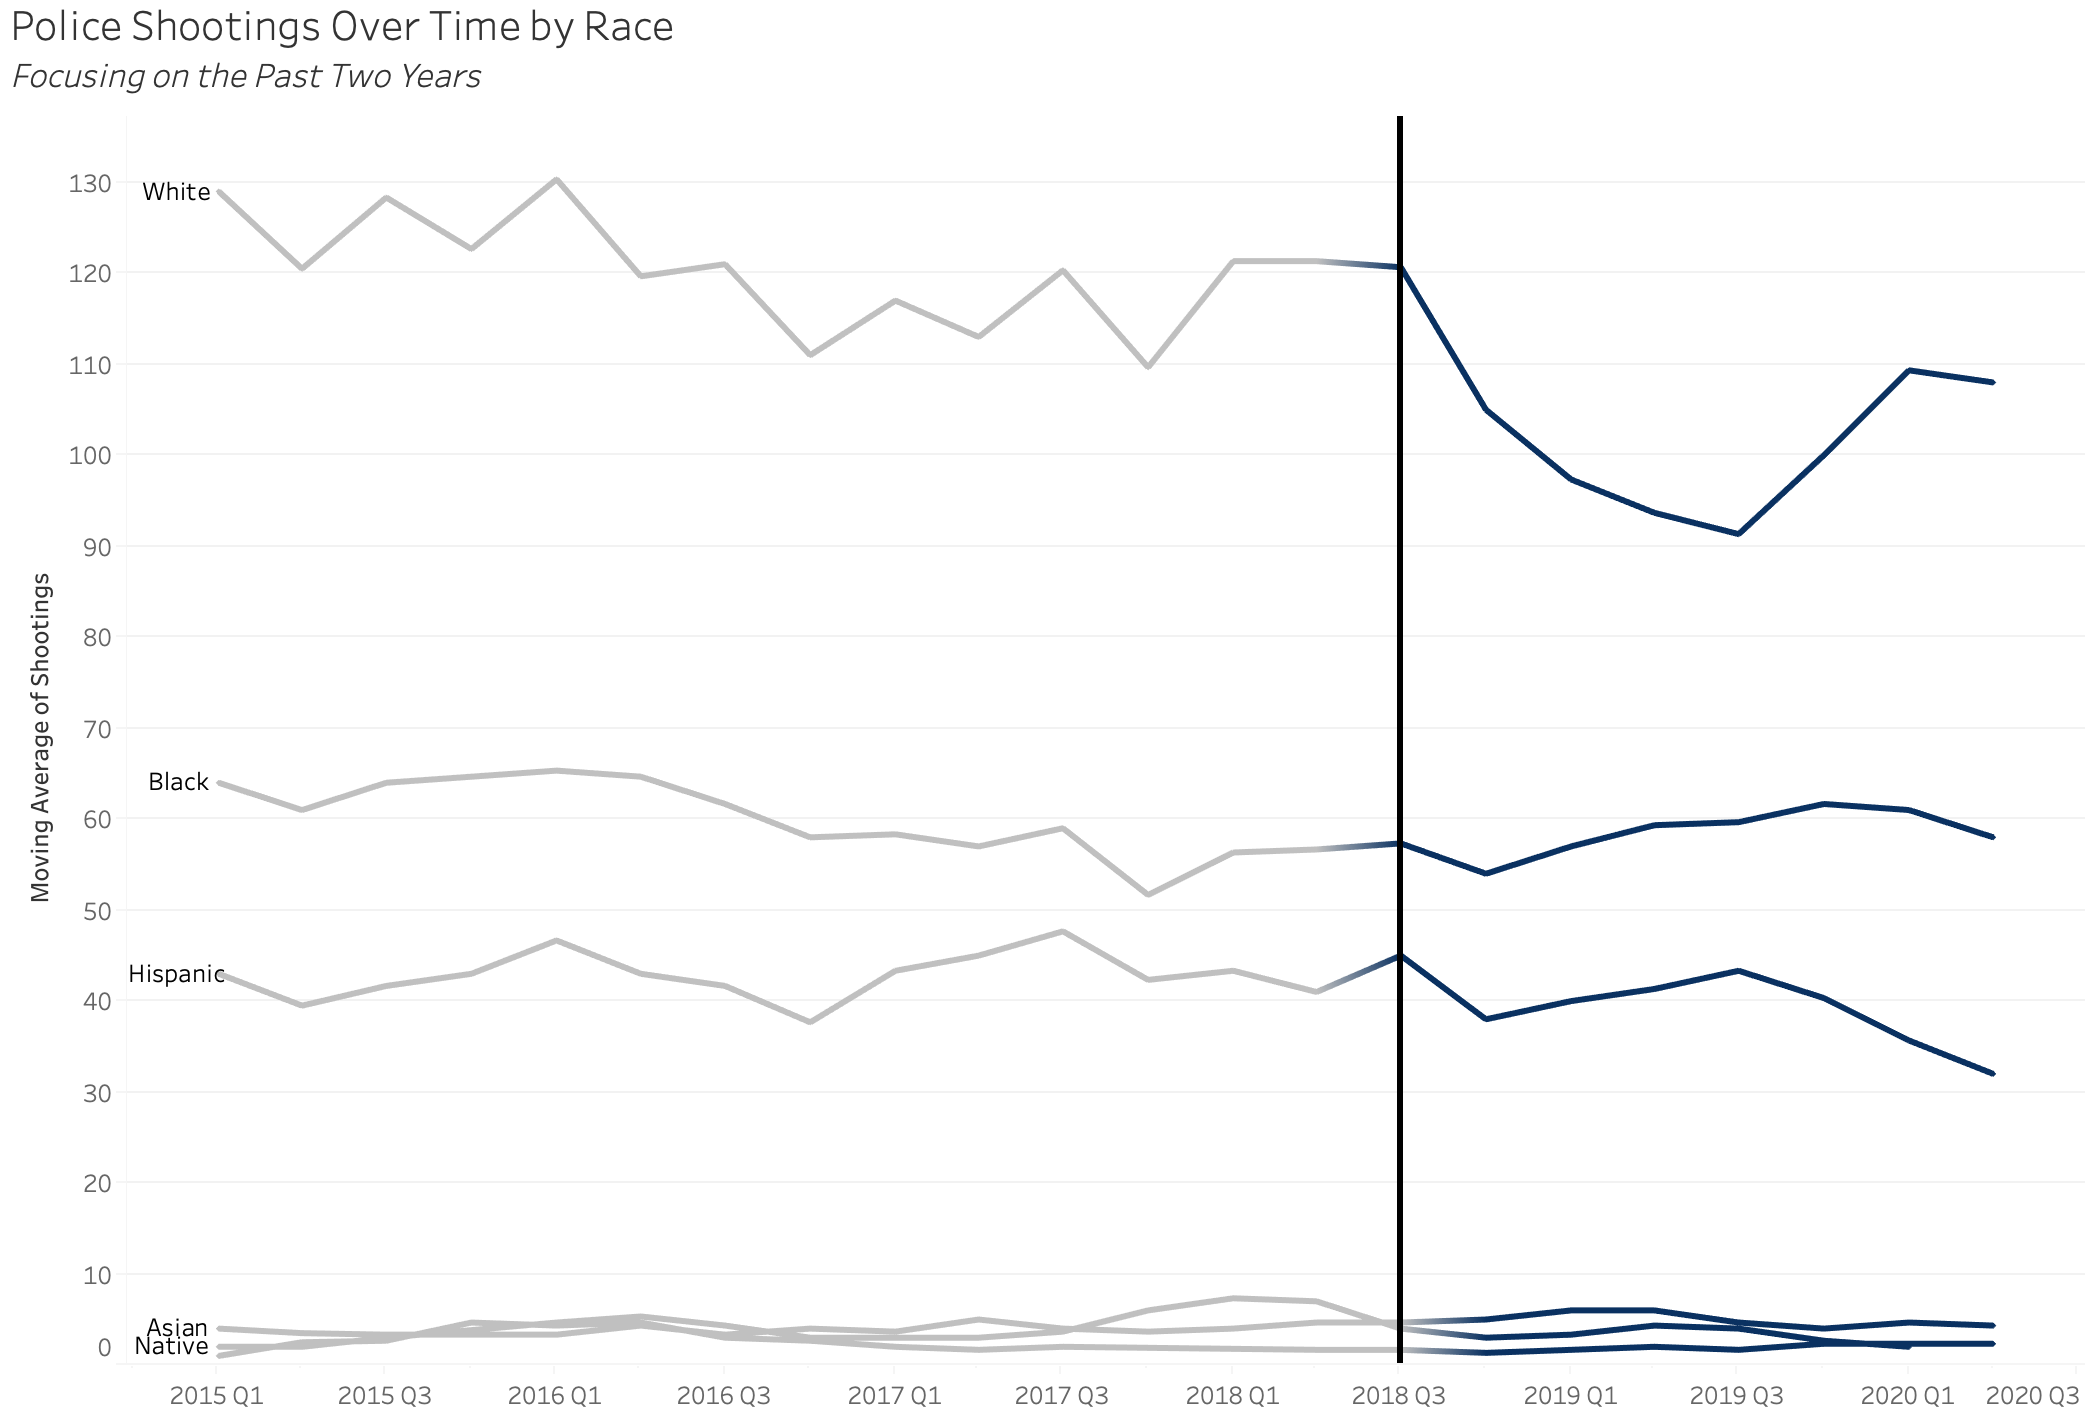 Police Shootings Over Time by Race
Focusing on the Past Two Years
Moving Average of Shootings
130
120
110
100
90
80
70
60
50
40
30
20
10
0
White
Black
Hispanic
Asian
Native
2015 Q1 2015 Q3 2016 Q1 2016 Q3 2017 Q1 2017 Q3 2018 Q1 2018 Q3 2019 Q1 2019 Q3 2020 Q1 2020 Q3